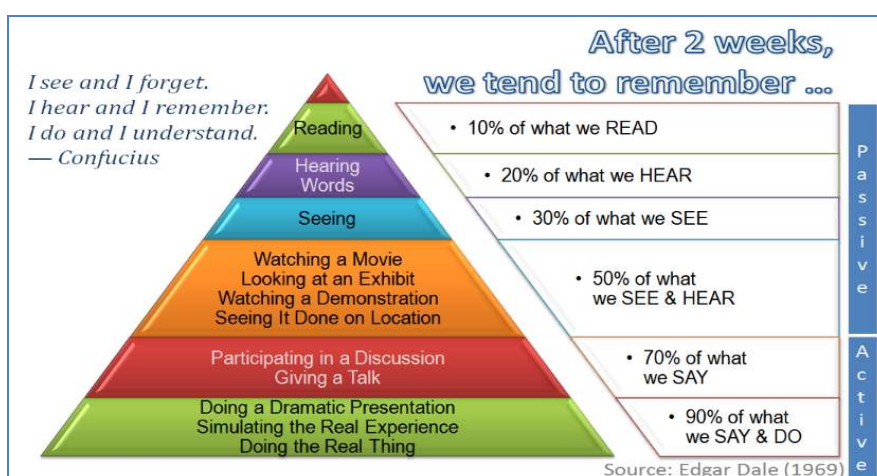 After 2 weeks,
we tend to remember ...
I see and I forget.
I hear and I remember.
I do and I understand.
— Confucius
Reading
• 10% of what we READ
Hearing
Words
• 20% of what we HEAR
Seeing
• 30% of what we SEE
Watching a Movie
Looking at an Exhibit
Watching a Demonstration
Seeing It Done on Location
• 50% of what
we SEE & HEAR
Participating in a Discussion
Giving a Talk
• 70% of what
we SAY
Doing a Dramatic Presentation
Simulating the Real Experience
Doing the Real Thing
• 90% of what
we SAY & DO
Passive
Active
Source: Edgar Dale (1969)